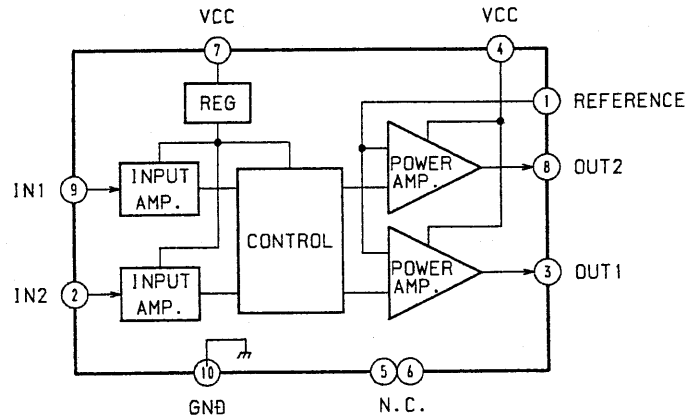 VCC
VCC
7
4
REG
1
REFERENCE
POWER
AMP.
8
OUT2
IN1
9
INPUT
AMP.
CONTROL
IN2
2
INPUT
AMP.
POWER
AMP.
3
OUT1
10
GND
5
6
N.C.